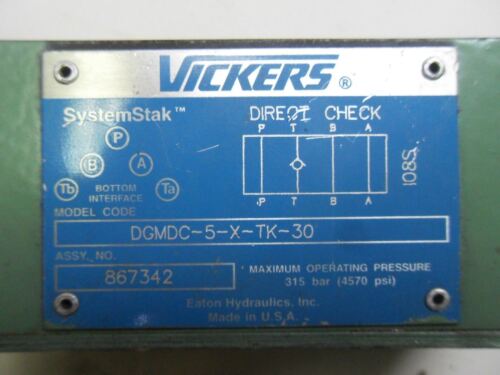 VICKERS ®
SystemStak™
DIRECT CHECK
P T B A
P
B A
Tb BOTTOM INTERFACE Ta
P T B A
108S
MODEL CODE
DGMDC-5-X-TK-30
ASSY. NO.
867342
MAXIMUM OPERATING PRESSURE
315 bar (4570 psi)
Eaton Hydraulics, Inc.
Made in U.S.A.